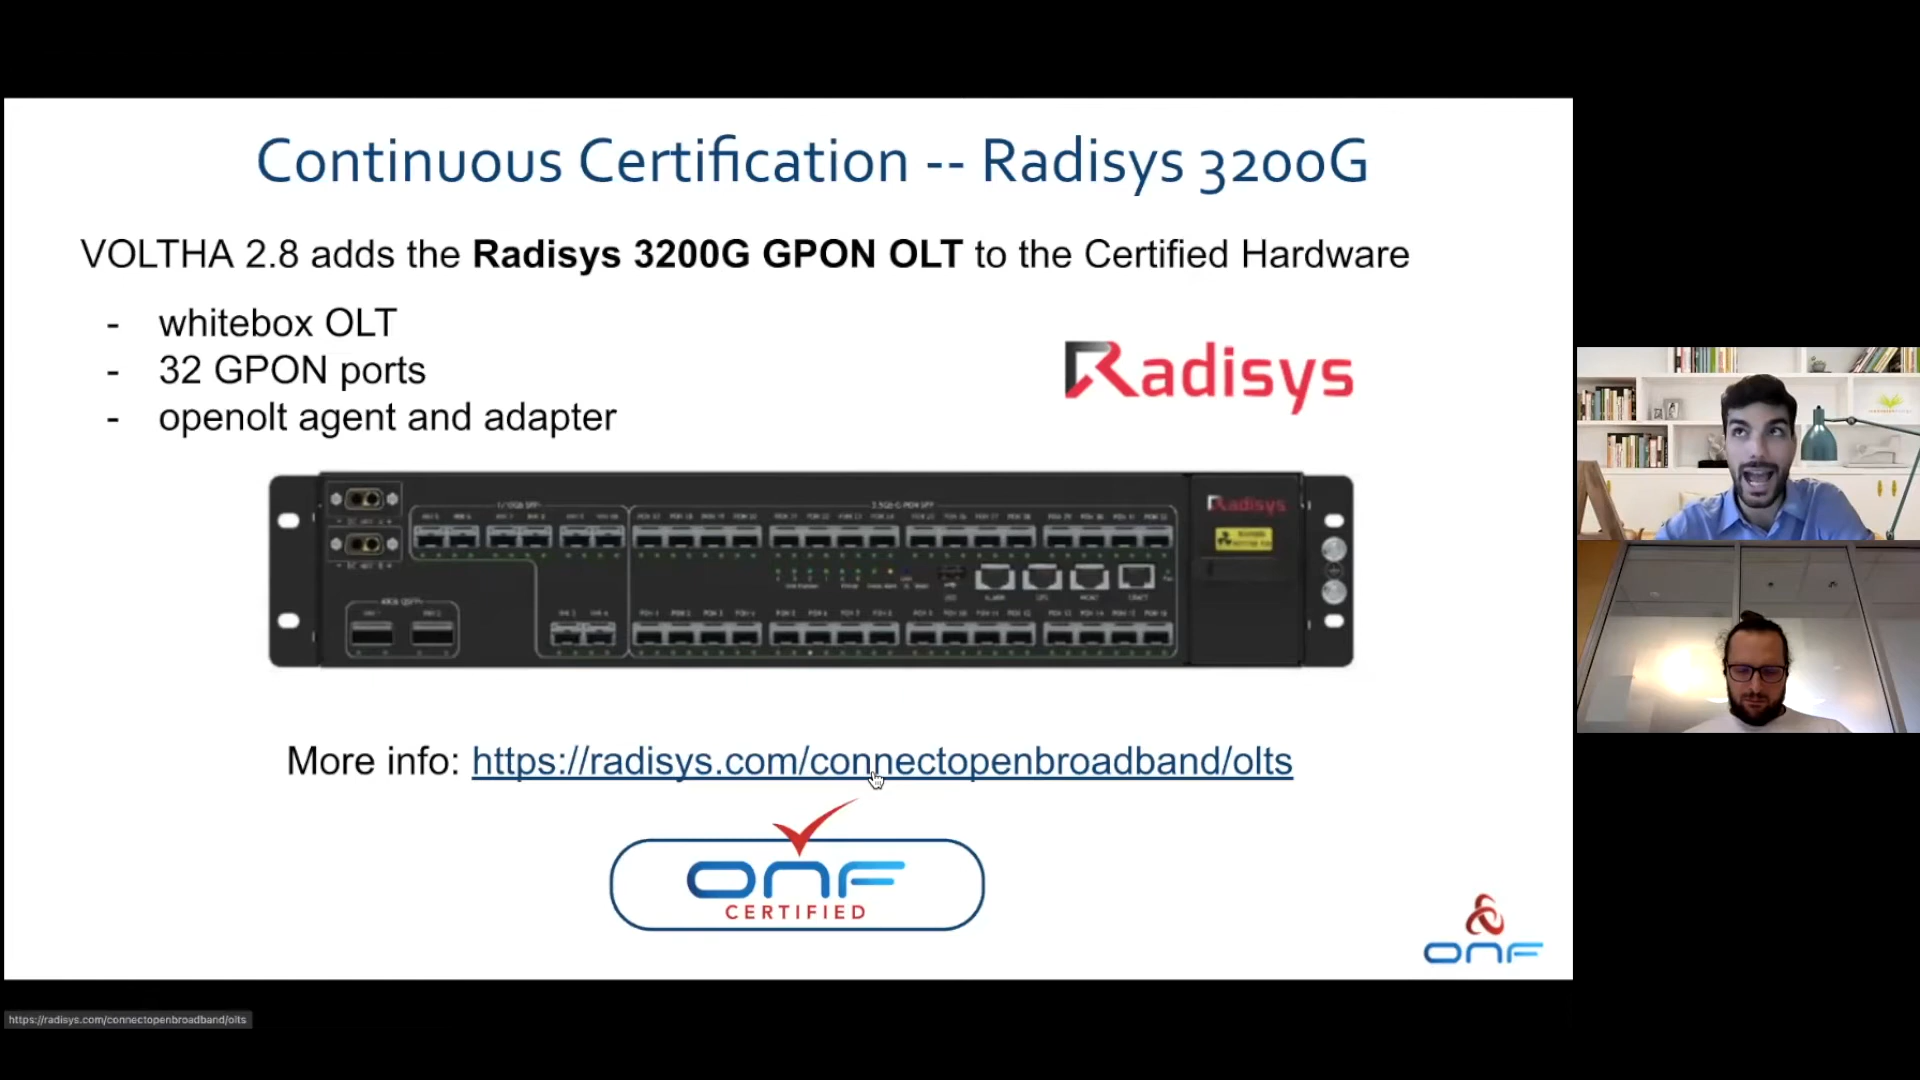 Continuous Certification -- Radisys 3200G
VOLTHA 2.8 adds the Radisys 3200G GPON OLT to the Certified Hardware
- whitebox OLT
- 32 GPON ports
- openolt agent and adapter
Radisys
Radisys
More info: https://radisys.com/connectopenbroadband/olts
ONF
CERTIFIED
ONF
https://radisys.com/connectopenbroadband/olts